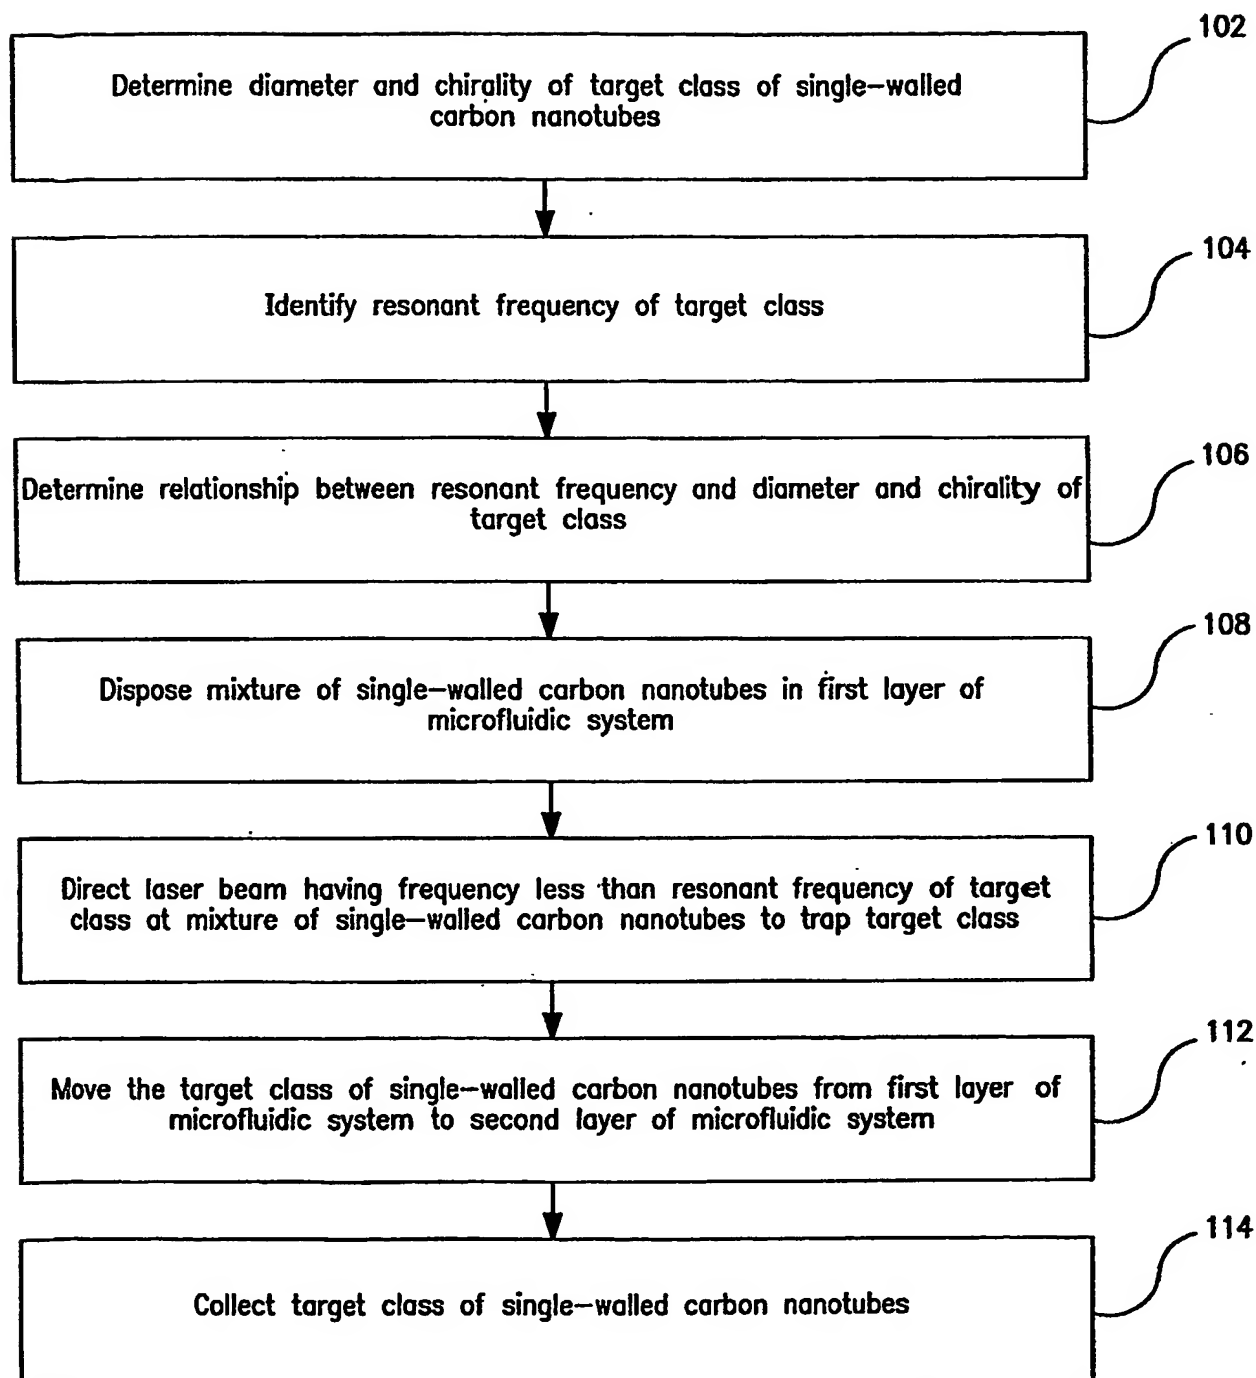 102
Determine diameter and chirality of target class of single-walled
carbon nanotubes
104
Identify resonant frequency of target class
106
Determine relationship between resonant frequency and diameter and chirality of
target class
108
Dispose mixture of single-walled carbon nanotubes in first layer of
microfluidic system
110
Direct laser beam having frequency less than resonant frequency of target
class at mixture of single-walled carbon nanotubes to trap target class
112
Move the target class of single-walled carbon nanotubes from first layer of
microfluidic system to second layer of microfluidic system
114
Collect target class of single-walled carbon nanotubes